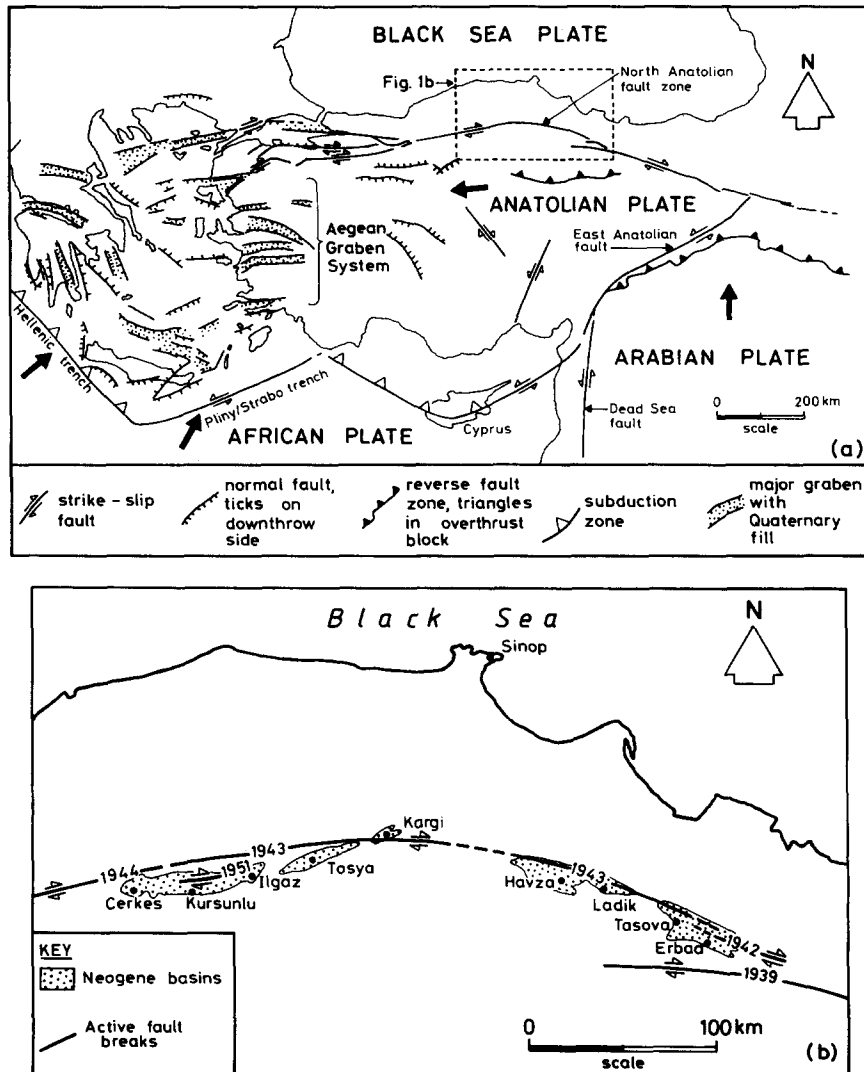 BLACK SEA PLATE
Fig. 1b
North Anatolian
fault zone
N
ANATOLIAN PLATE
East Anatolian
fault
Aegean
Graben
System
Hellenic trench
Pliny/Strabo trench
AFRICAN PLATE
Cyprus
ARABIAN PLATE
Dead Sea
fault
0 200 km
scale
(a)
strike-slip
fault
normal fault,
ticks on
downthrow
side
reverse fault
zone, triangles
in overthrust
block
subduction
zone
major graben
with
Quaternary
fill
Black Sea
N
Sinop
Kargi
1943
1944
1951
Ilgaz
Tosya
Cerkes
Kursunlu
1943
Havza
Ladik
Tasova
Erbaa
1942
1939
KEY
Neogene basins
Active fault
breaks
0 100 km
scale
(b)